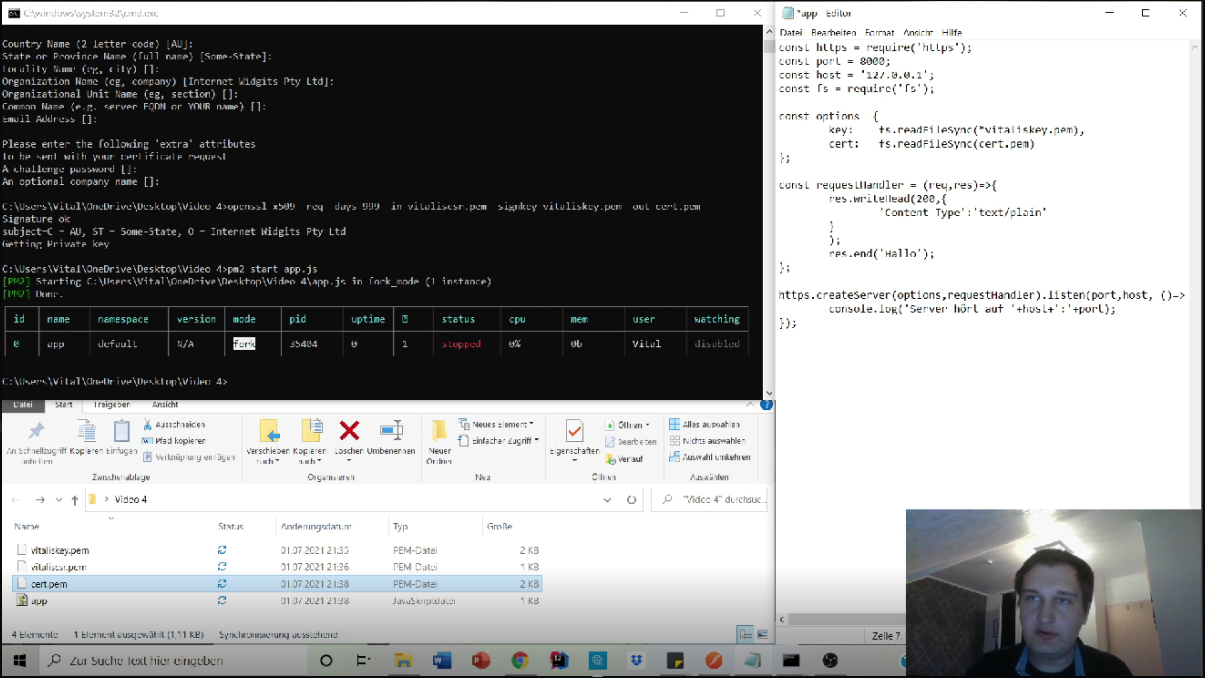 C:\windows\system32\cmd.exe
Country Name (2 letter code) [AU]:
State or Province Name (full name) [Some-State]:
Locality Name (eg, city) []:
Organization Name (eg, company) [Internet Widgits Pty Ltd]:
Organizational Unit Name (eg, section) []:
Common Name (e.g. server FQDN or YOUR name) []:
Email Address []:
Please enter the following 'extra' attributes
to be sent with your certificate request
A challenge password []:
An optional company name []:
C:\Users\Vital\OneDrive\Desktop\Video 4>openssl x509 req days 999 in vitaliscsr.pem signkey vitaliskey.pem out cert.pem
Signature ok
subject=C = AU, ST = Some-State, O = Internet Widgits Pty Ltd
Getting Private key
C:\Users\Vital\OneDrive\Desktop\Video 4>pm2 start app.js
[PM2] Starting C:\Users\Vital\OneDrive\Desktop\Video 4\app.js in fork_mode (1 instance)
[PM2] Done.
id name namespace version mode pid uptime status cpu mem user watching
0 app default N/A fork 35404 0 1 stopped 0% 0b Vital disabled
C:\Users\Vital\OneDrive\Desktop\Video 4>
*app - Editor
Datei Bearbeiten Format Ansicht Hilfe
const https = require('https');
const port = 8000;
const host = '127.0.0.1';
const fs = require('fs');
const options {
key: fs.readFileSync("vitaliskey.pem),
cert: fs.readFileSync(cert.pem)
};
const requestHandler = (req,res)=>{
res.writeHead(200,{
'Content Type':'text/plain'
}
);
res.end('Hallo');
};
https.createServer(options,requestHandler).listen(port,host, ()=>
console.log('Server hört auf '+host+':'+port);
});
Zeile 7,
Datei Start Freigeben Ansicht
An Schnellzugriff anheften
Kopieren
Einfügen
Ausschneiden
Pfad kopieren
Verknüpfung einfügen
Zwischenablage
Verschieben nach
Kopieren nach
Löschen
Umbenennen
Organisieren
Neuer Ordner
Neues Element
Einfacher Zugriff
Neu
Eigenschaften
Öffnen
Bearbeiten
Verlauf
Öffnen
Alles auswählen
Nichts auswählen
Auswahl umkehren
Auswählen
Video 4
"Video 4" durchsuc...
Name Status Änderungsdatum Typ Größe
vitaliskey.pem 01.07.2021 21:35 PEM-Datei 2 KB
vitaliscsr.pem 01.07.2021 21:36 PEM-Datei 1 KB
cert.pem 01.07.2021 21:38 PEM-Datei 2 KB
app 01.07.2021 21:38 JavaScriptdatei 1 KB
4 Elemente 1 Element ausgewählt (1,11 KB) Synchronisierung ausstehend
Zur Suche Text hier eingeben